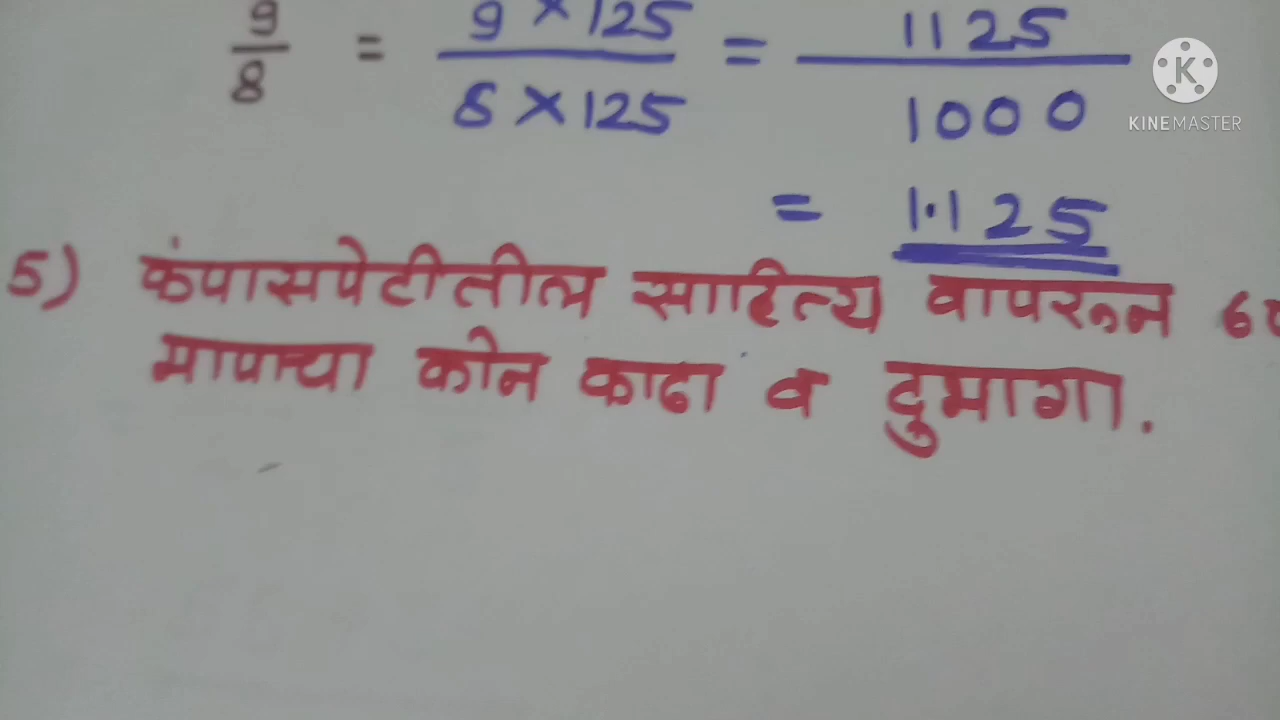 9/8 = 9 × 125 / 8 × 125 = 1125 / 1000
= 1.125
5) कंपासपेटीतील साहित्य वापरून
मापाचा कोन काढा व दुभागा.
KINEMASTER